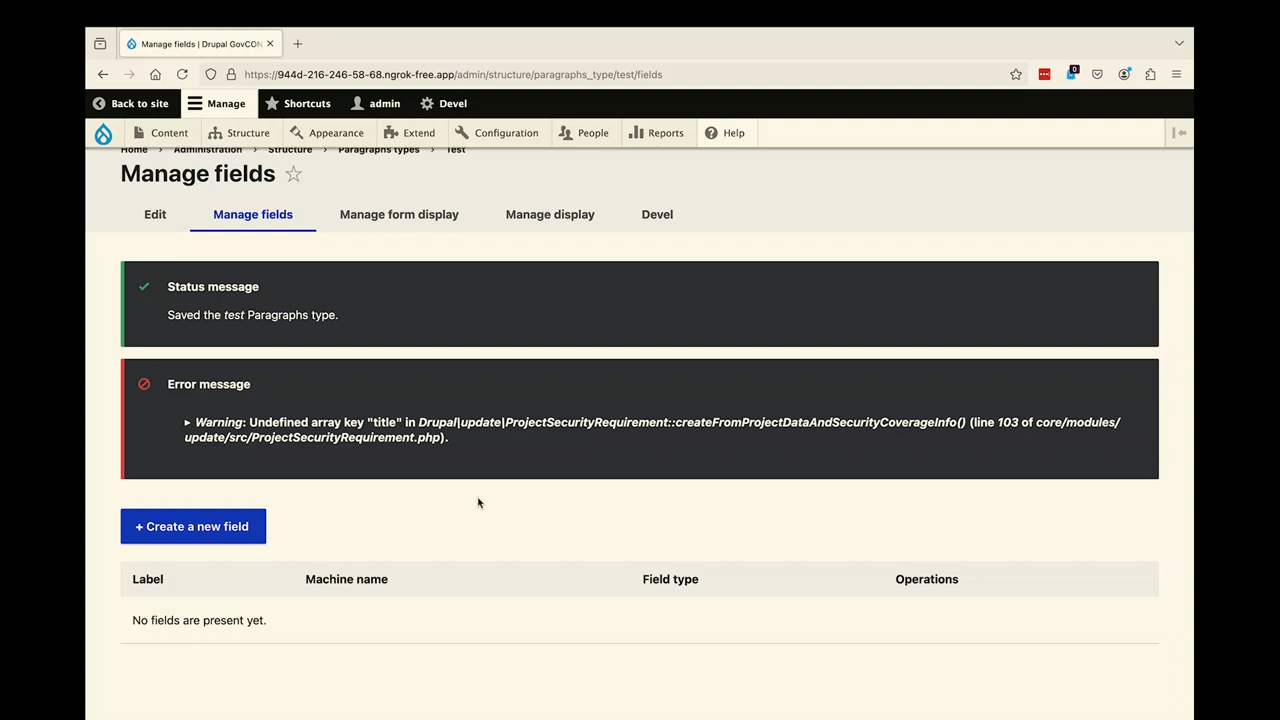 Manage fields | Drupal GovCON
https://944d-216-246-58-68.ngrok-free.app/admin/structure/paragraphs_type/test/fields
0
Back to site Manage Shortcuts admin Devel
Content Structure Appearance Extend Configuration People Reports Help
Home › Administration › Structure › Paragraphs types › Test
Manage fields
Edit Manage fields Manage form display Manage display Devel
Status message
Saved the test Paragraphs type.
Error message
▸ Warning: Undefined array key "title" in Drupal|update|ProjectSecurityRequirement::createFromProjectDataAndSecurityCoverageInfo() (line 103 of core/modules/
update/src/ProjectSecurityRequirement.php).
+ Create a new field
Label Machine name Field type Operations
No fields are present yet.